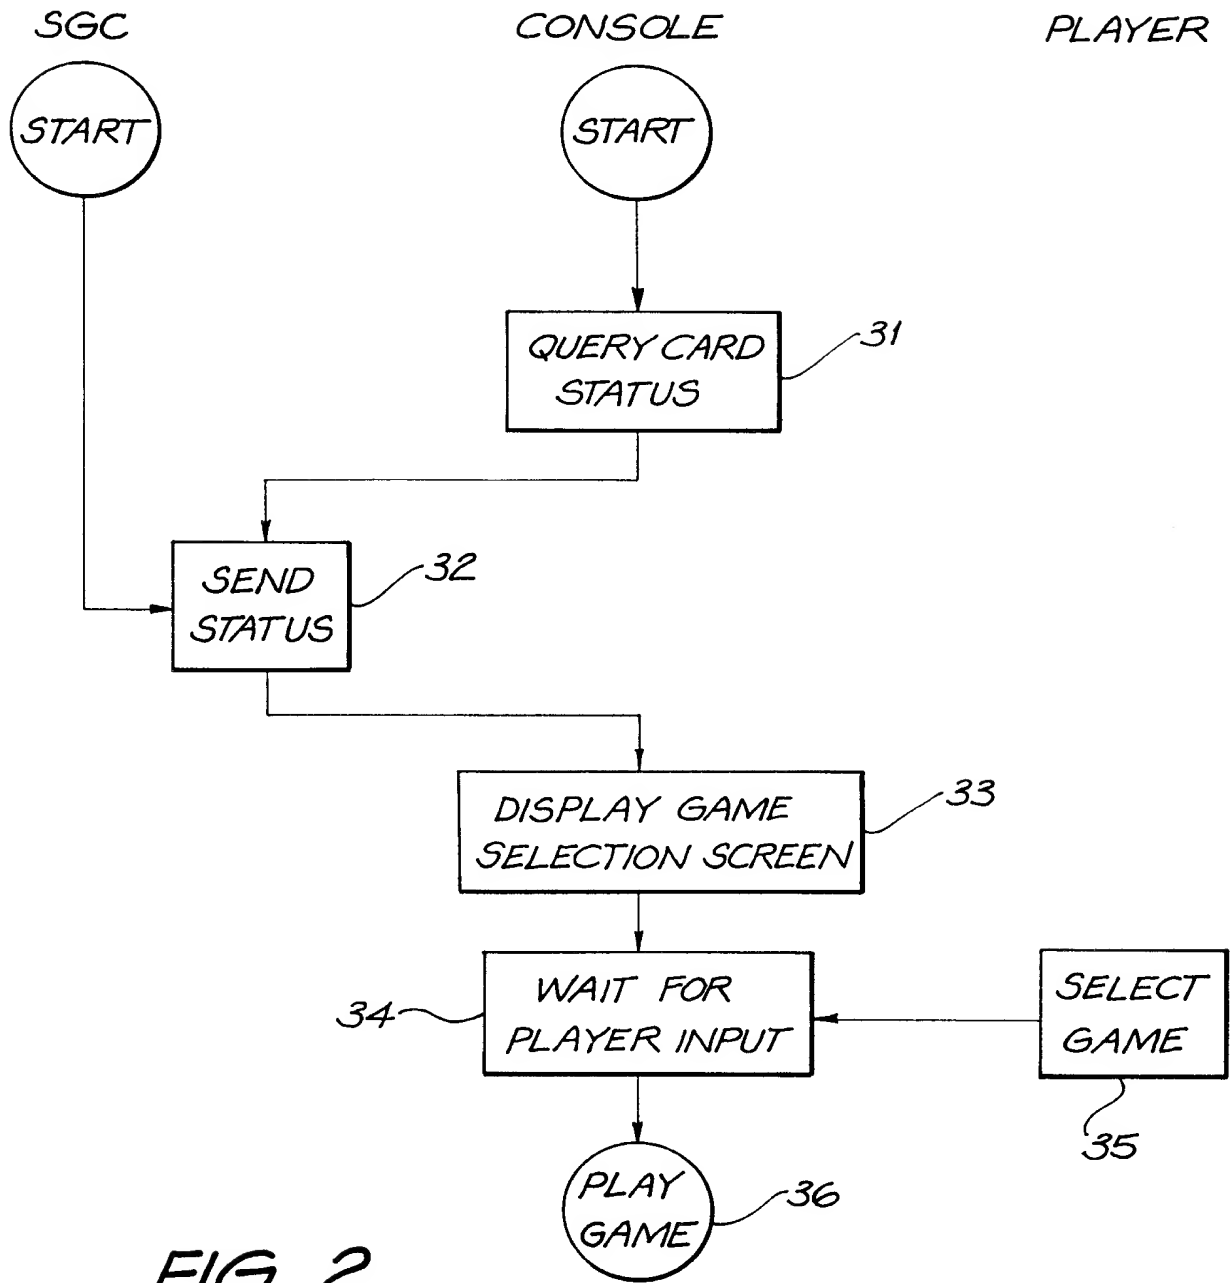 SGC
CONSOLE
PLAYER
START
START
QUERY CARD
STATUS
31
SEND
STATUS
32
DISPLAY GAME
SELECTION SCREEN
33
WAIT FOR
PLAYER INPUT
34
SELECT
GAME
35
PLAY
GAME
36
FIG. 2